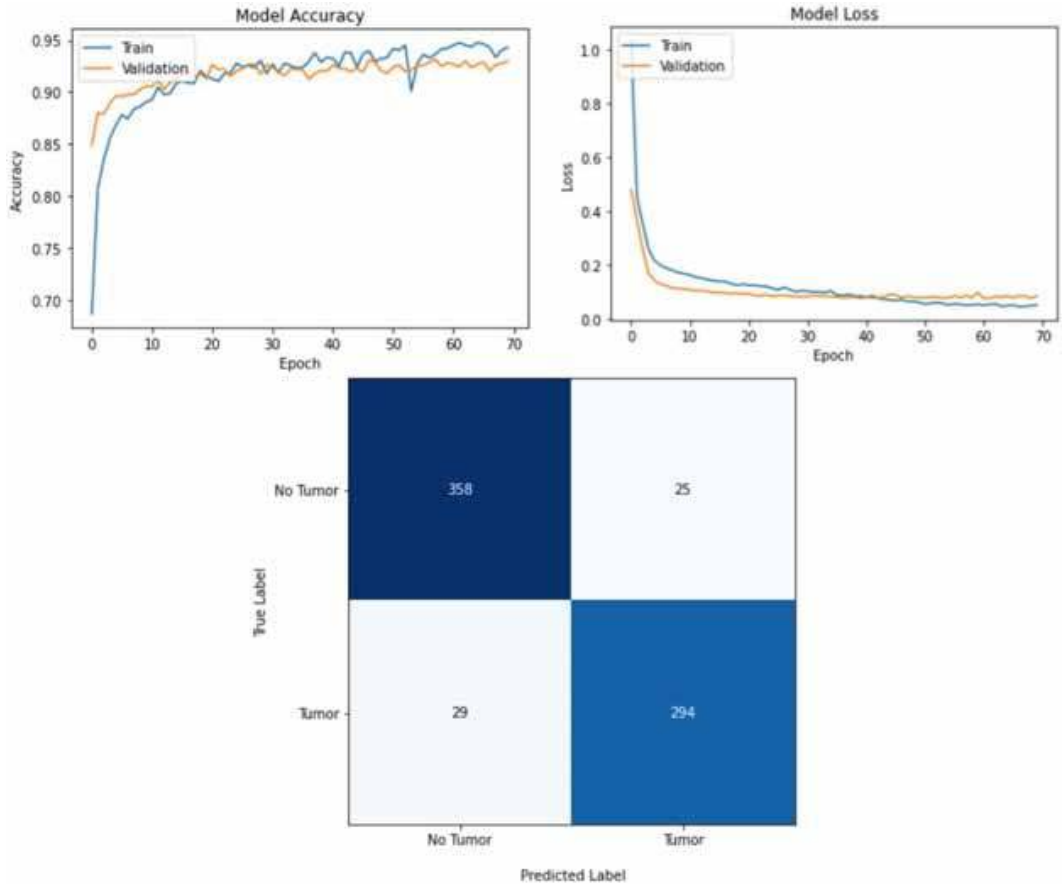 Model Accuracy
Train
Validation
0.95
0.90
0.85
0.80
0.75
0.70
Accuracy
0 10 20 30 40 50 60 70
Epoch
Model Loss
Train
Validation
1.0
0.8
0.6
0.4
0.2
0.0
Loss
0 10 20 30 40 50 60 70
Epoch
No Tumor 358 25
True Label
Tumor 29 294
No Tumor Tumor
Predicted Label